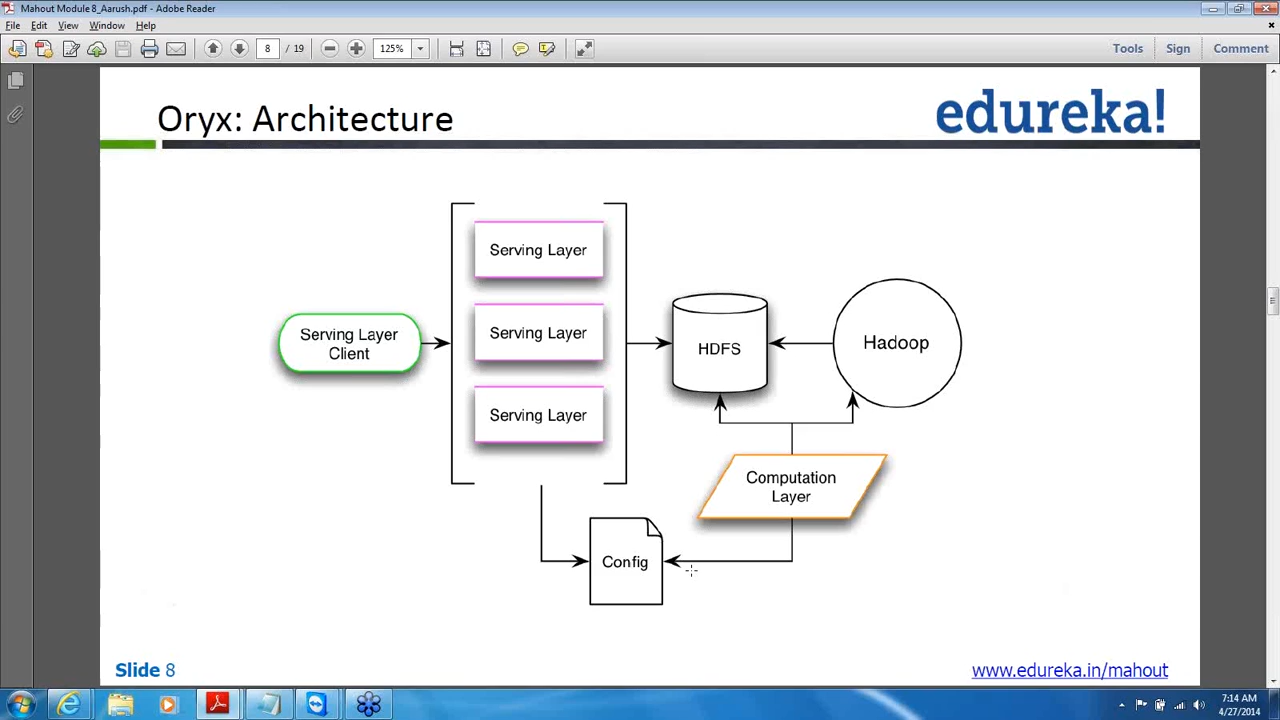 Mahout Module 8_Aarush.pdf - Adobe Reader
File Edit View Window Help
8 / 19 125% Tools Sign Comment
Oryx: Architecture
edureka!
Serving Layer
Serving Layer
Serving Layer
Serving Layer
Client
HDFS
Hadoop
Computation
Layer
Config
Slide 8
www.edureka.in/mahout
7:14 AM
4/27/2014